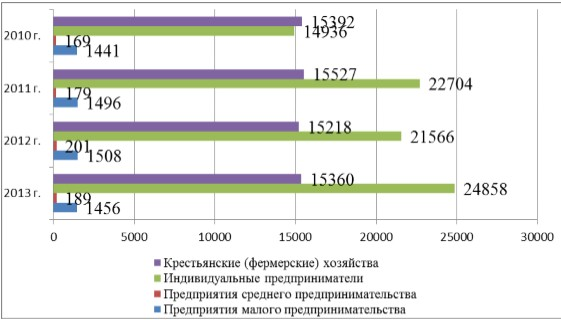 2010 г.
15392
14936
169
1441
2011 г.
15527
22704
179
1496
2012 г.
15218
21566
201
1508
2013 г.
15360
24858
189
1456
0 5000 10000 15000 20000 25000 30000
Крестьянские (фермерские) хозяйства
Индивидуальные предприниматели
Предприятия среднего предпринимательства
Предприятия малого предпринимательства